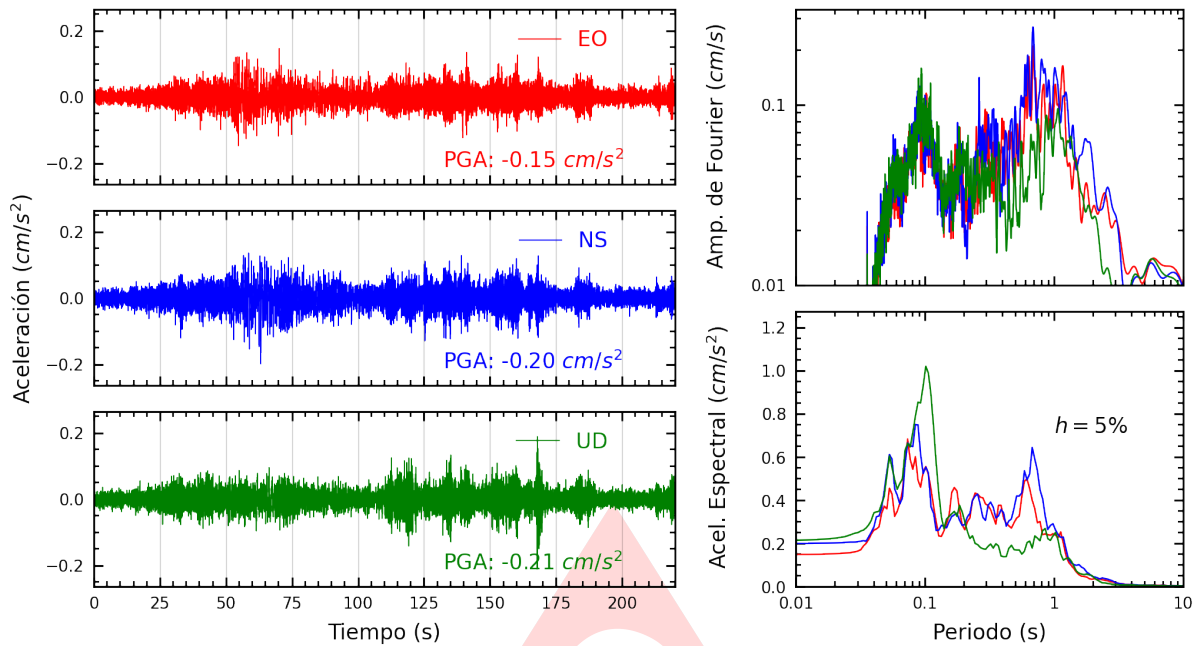 Aceleración (cm/s²)
0.2
0.0
−0.2
EO
PGA: -0.15 cm/s²
0.2
0.0
−0.2
NS
PGA: -0.20 cm/s²
0.2
0.0
−0.2
UD
PGA: -0.21 cm/s²
0 25 50 75 100 125 150 175 200
Tiempo (s)
Amp. de Fourier (cm/s)
0.1
0.01
Acel. Espectral (cm/s²)
1.2
1.0
0.8
0.6
0.4
0.2
0.0
h = 5%
0.01 0.1 1 10
Periodo (s)